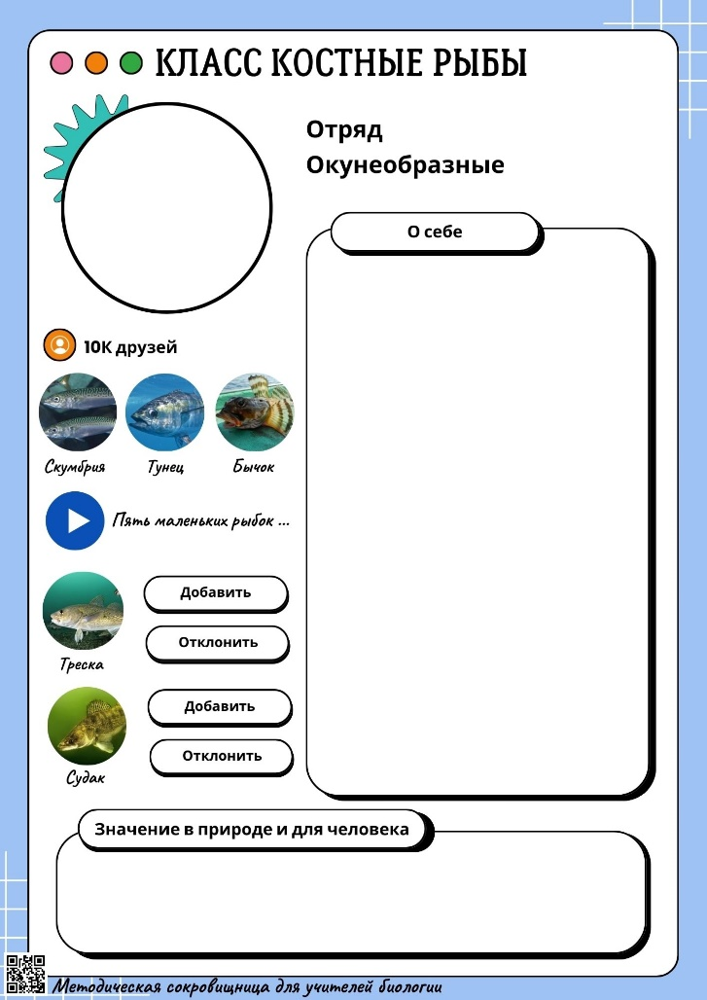 КЛАСС КОСТНЫЕ РЫБЫ
Отряд
Окунеобразные
О себе
10К друзей
Скумбрия
Тунец
Бычок
Пять маленьких рыбок ...
Треска
Добавить
Отклонить
Судак
Добавить
Отклонить
Значение в природе и для человека
Методическая сокровищница для учителей биологии